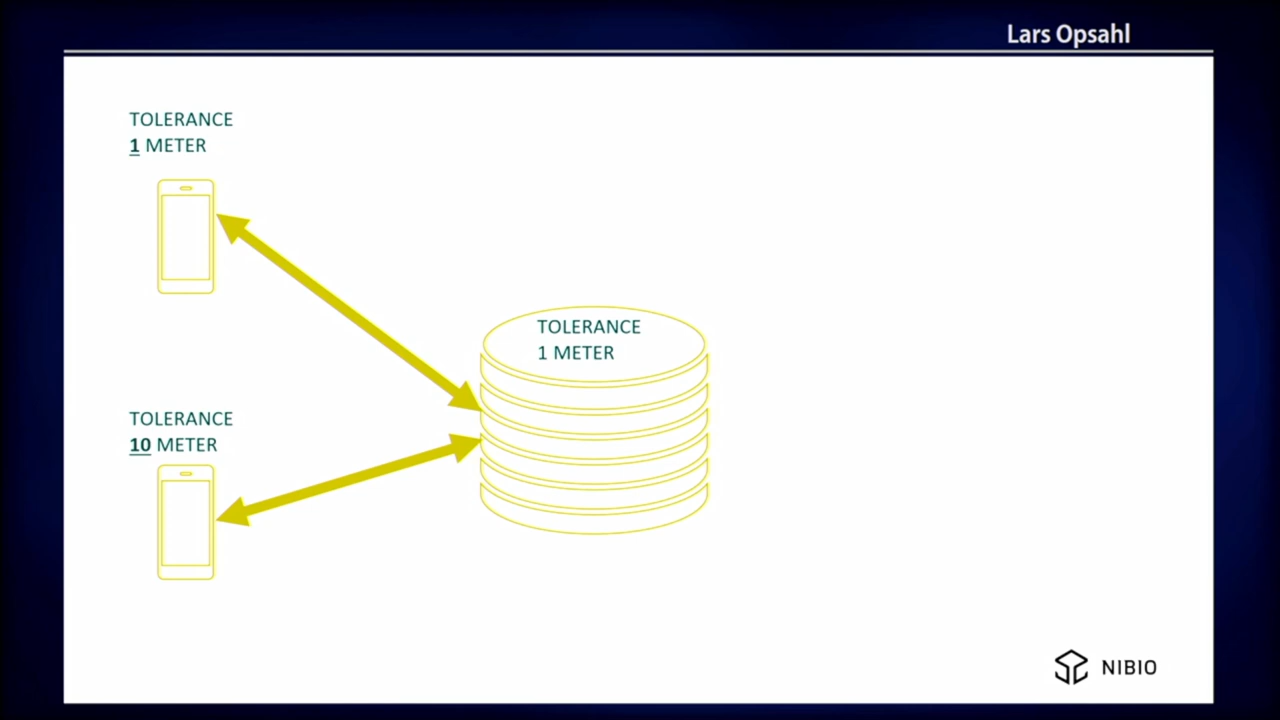 Lars Opsahl
TOLERANCE
1 METER
TOLERANCE
1 METER
TOLERANCE
10 METER
NIBIO